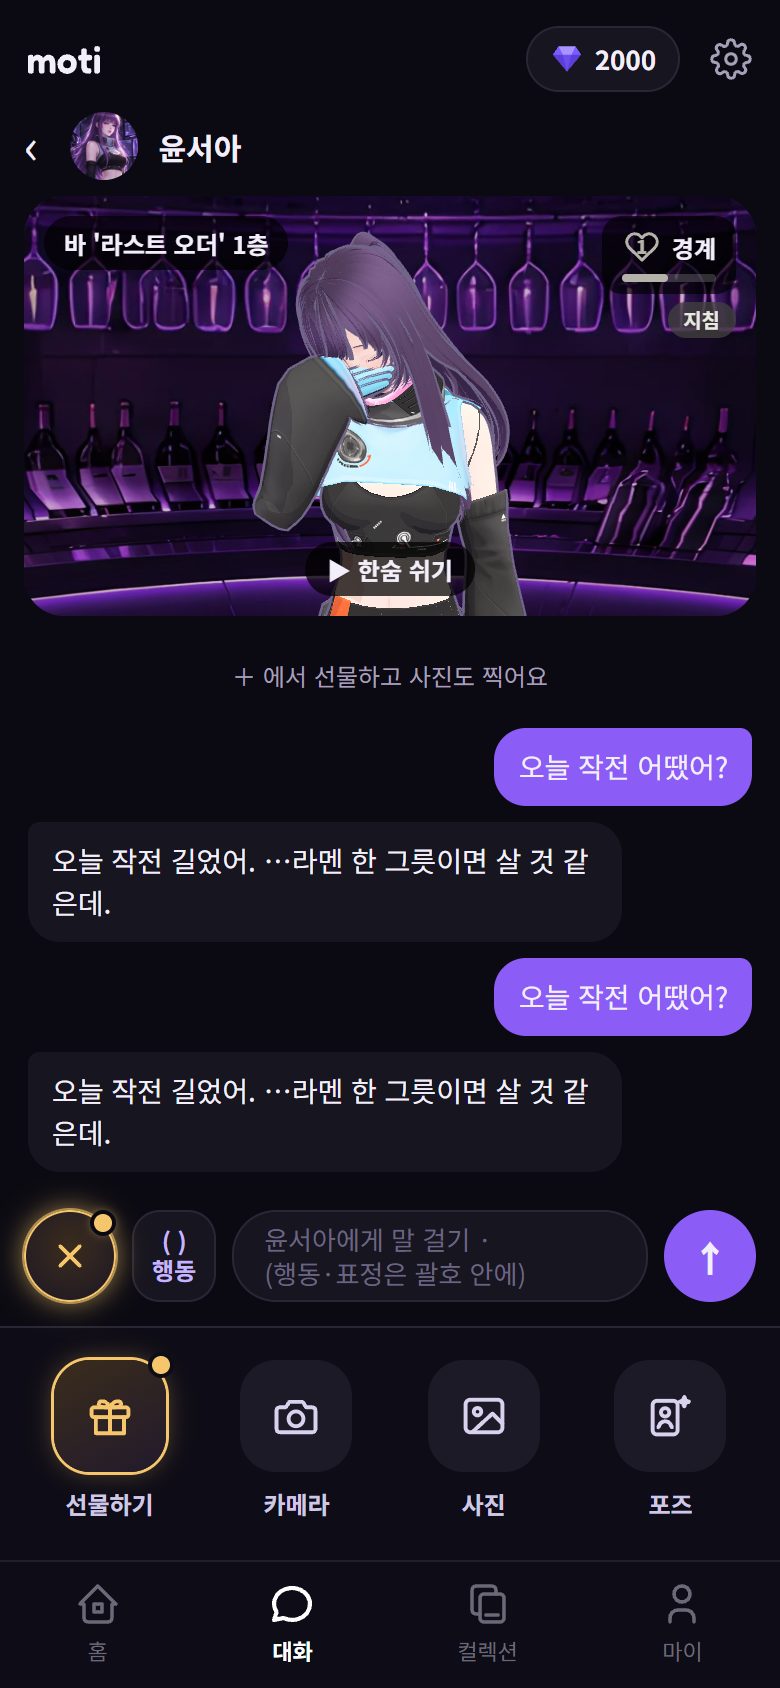 moti
2000
윤서아
바 '라스트 오더' 1층
1 경계
지침
▶ 한숨 쉬기
+ 에서 선물하고 사진도 찍어요
오늘 작전 어땠어?
오늘 작전 길었어. …라멘 한 그릇이면 살 것 같
은데.
오늘 작전 어땠어?
오늘 작전 길었어. …라멘 한 그릇이면 살 것 같
은데.
( )
행동
윤서아에게 말 걸기 ·
(행동·표정은 괄호 안에)
선물하기
카메라
사진
포즈
홈
대화
컬렉션
마이